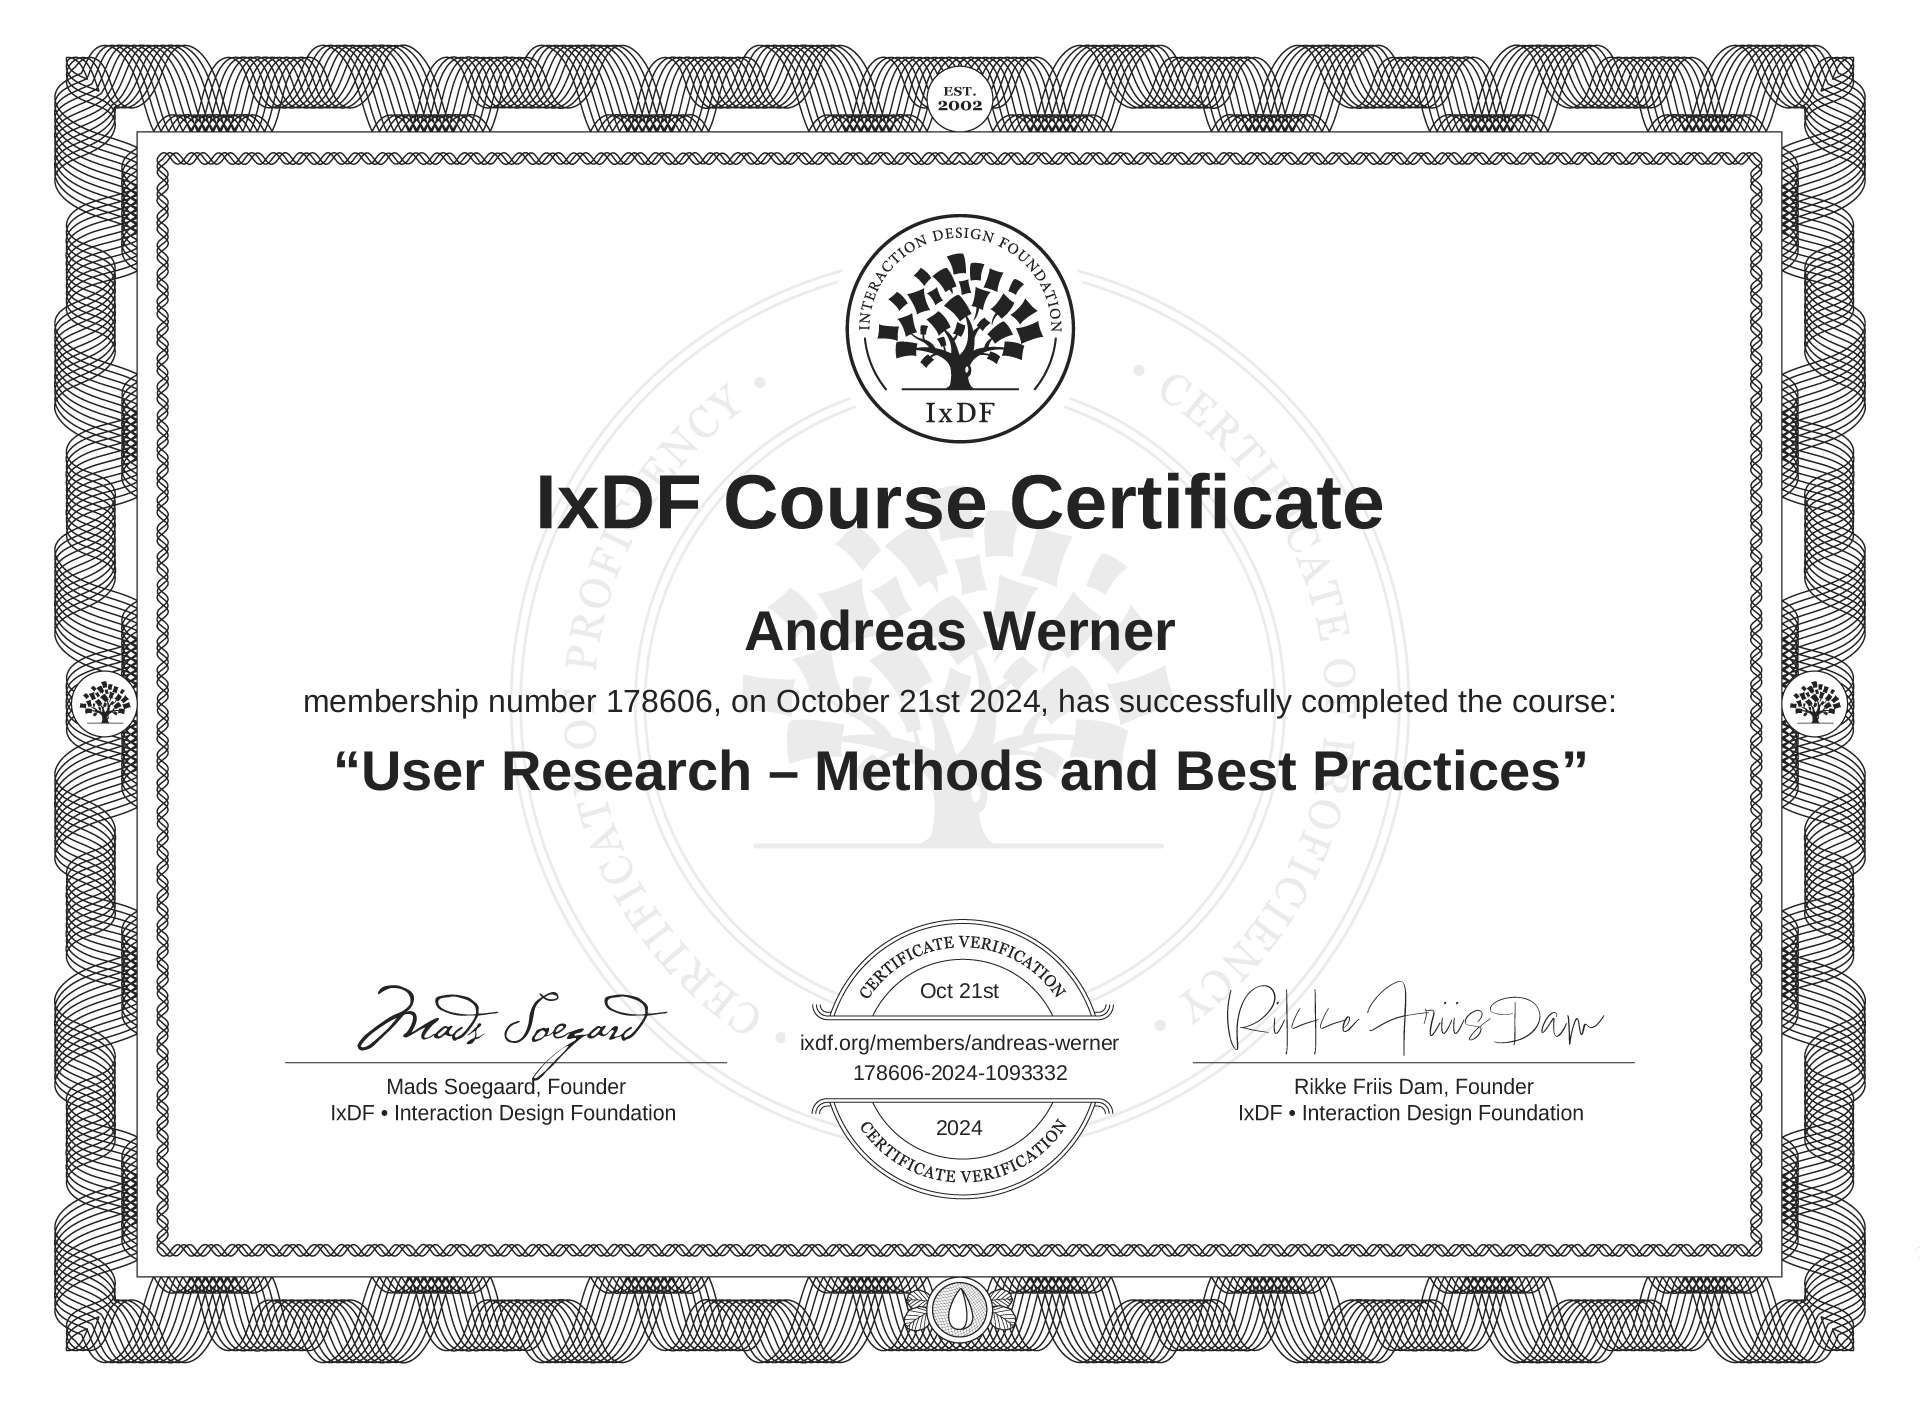 EST.
2002
INTERACTION DESIGN FOUNDATION
IxDF
• CERTIFICATE OF PROFICIENCY •
• CERTIFICATE OF PROFICIENCY •
IxDF Course Certificate
Andreas Werner
membership number 178606, on October 21st 2024, has successfully completed the course:
“User Research – Methods and Best Practices”
Mads Soegaard
Mads Soegaard, Founder
IxDF • Interaction Design Foundation
CERTIFICATE VERIFICATION
Oct 21st
ixdf.org/members/andreas-werner
178606-2024-1093332
2024
CERTIFICATE VERIFICATION
Rikke Friis Dam
Rikke Friis Dam, Founder
IxDF • Interaction Design Foundation